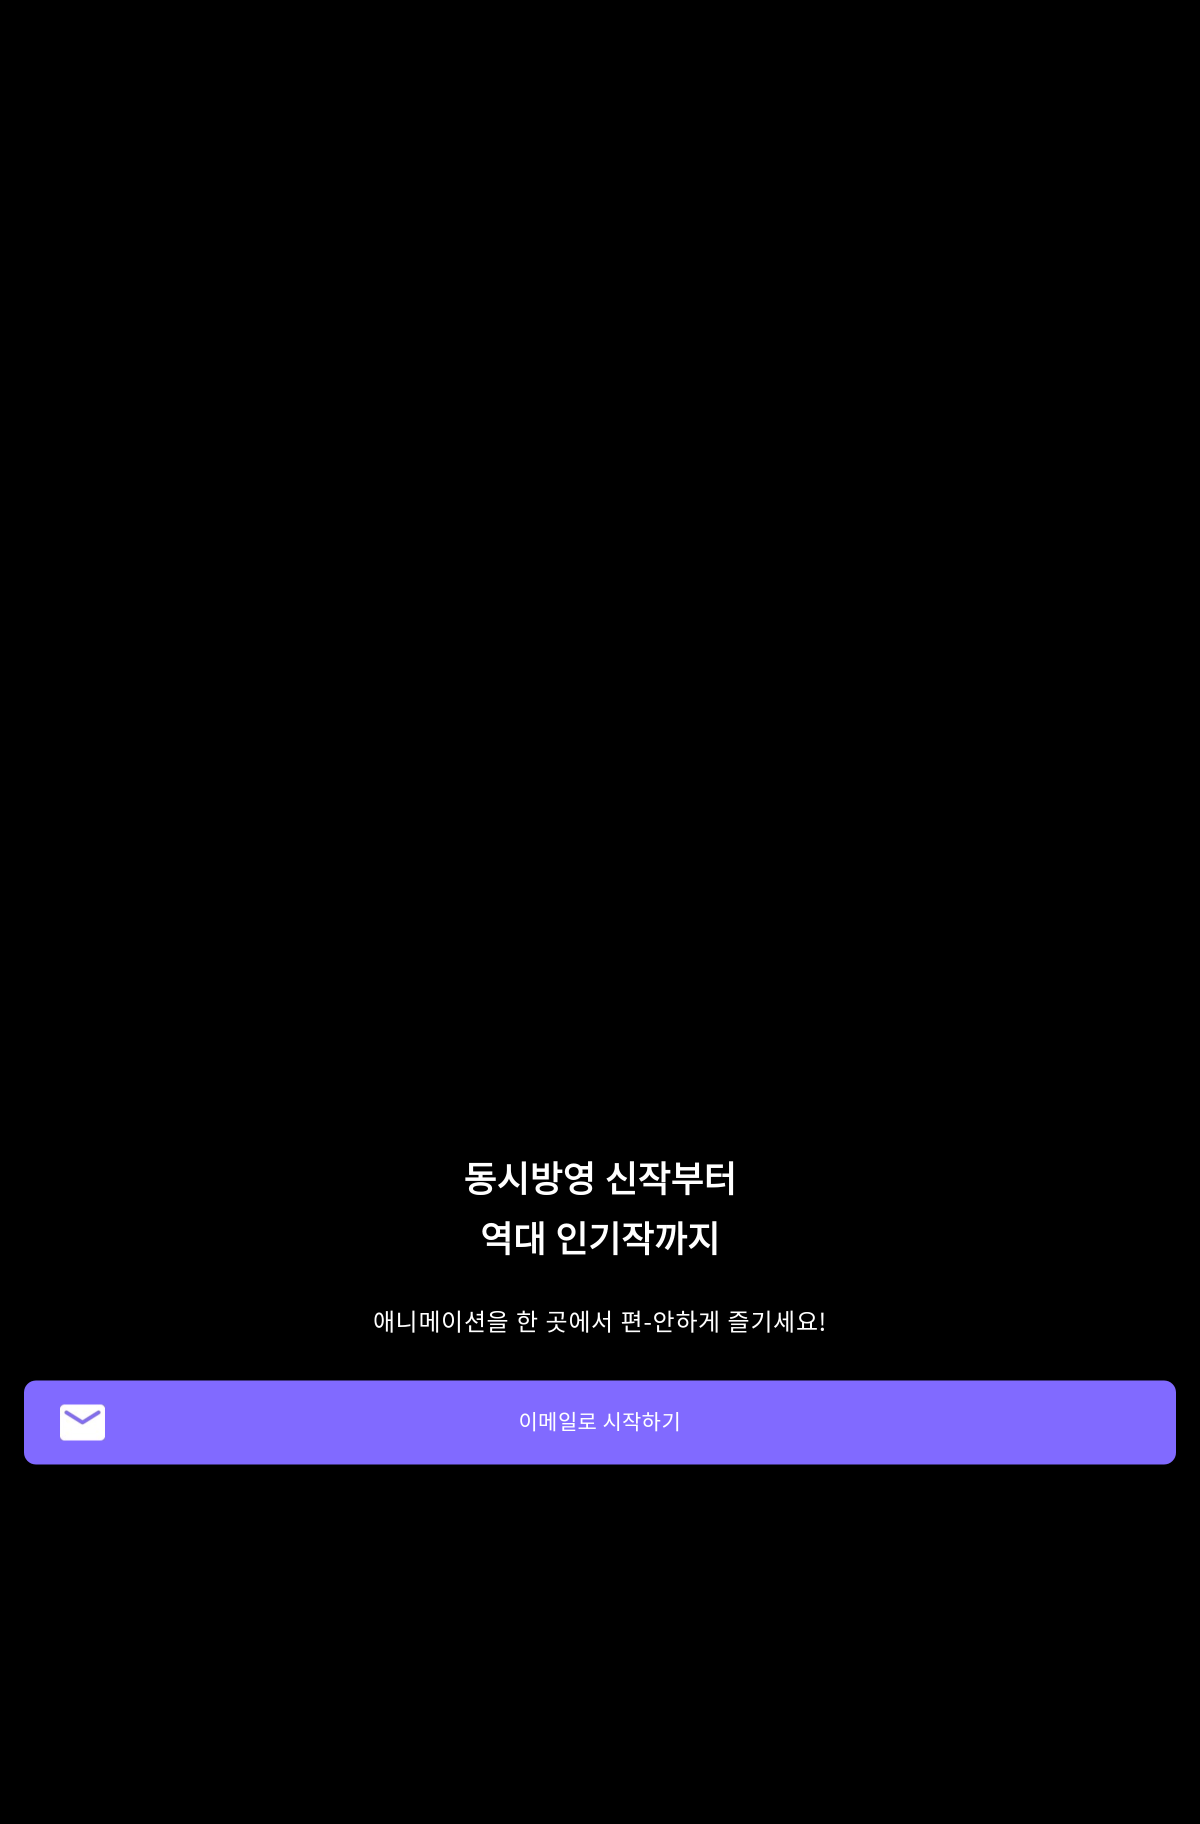 동시방영 신작부터
역대 인기작까지
애니메이션을 한 곳에서 편-안하게 즐기세요!
이메일로 시작하기